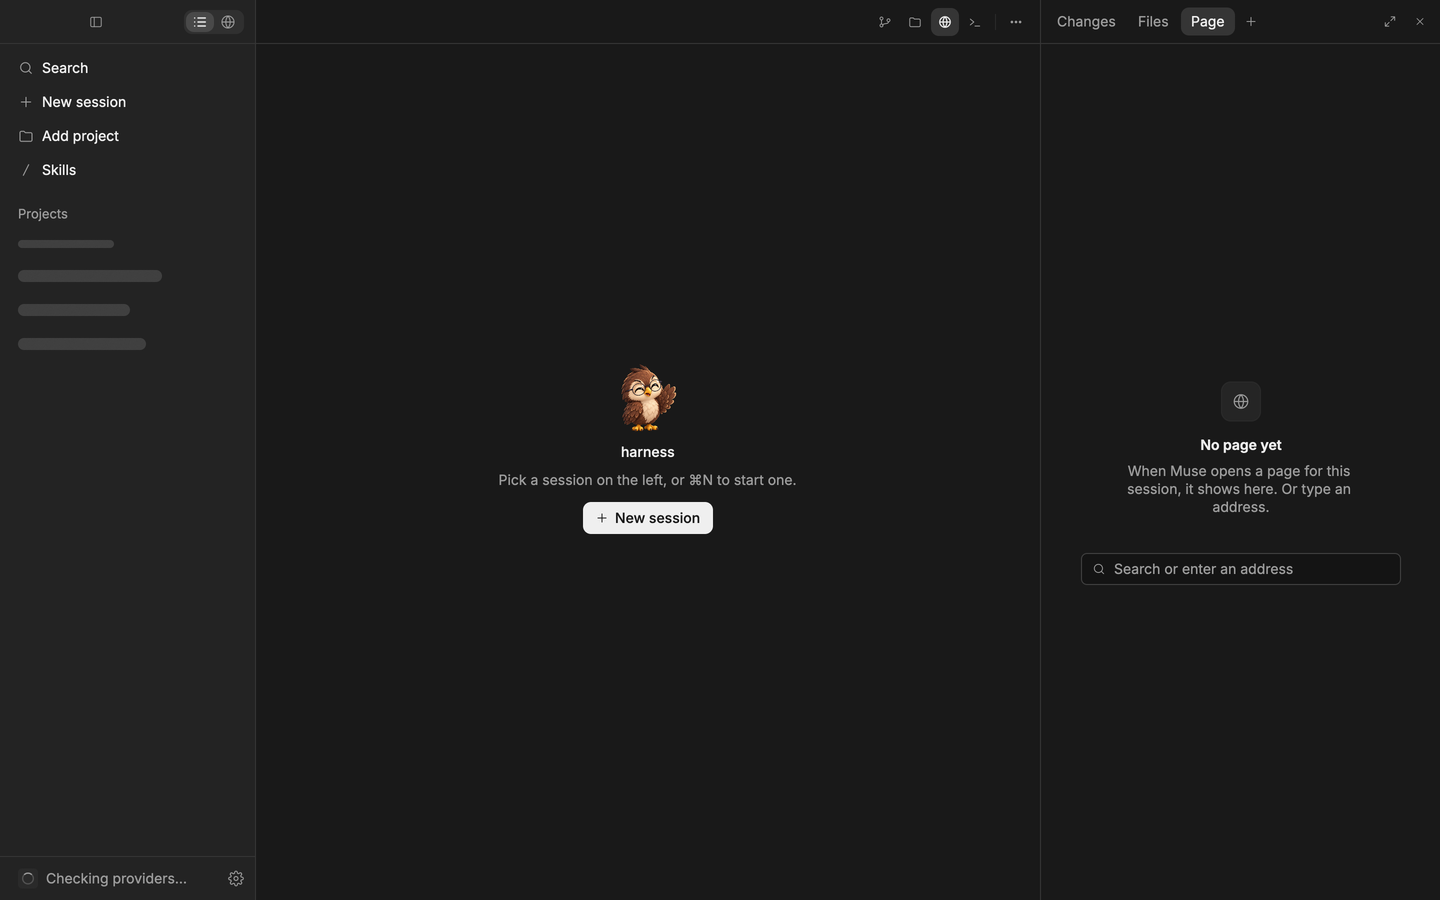 Changes
Files
Page
Search
New session
Add project
Skills
Projects
harness
Pick a session on the left, or ⌘N to start one.
New session
No page yet
When Muse opens a page for this
session, it shows here. Or type an
address.
Search or enter an address
Checking providers...